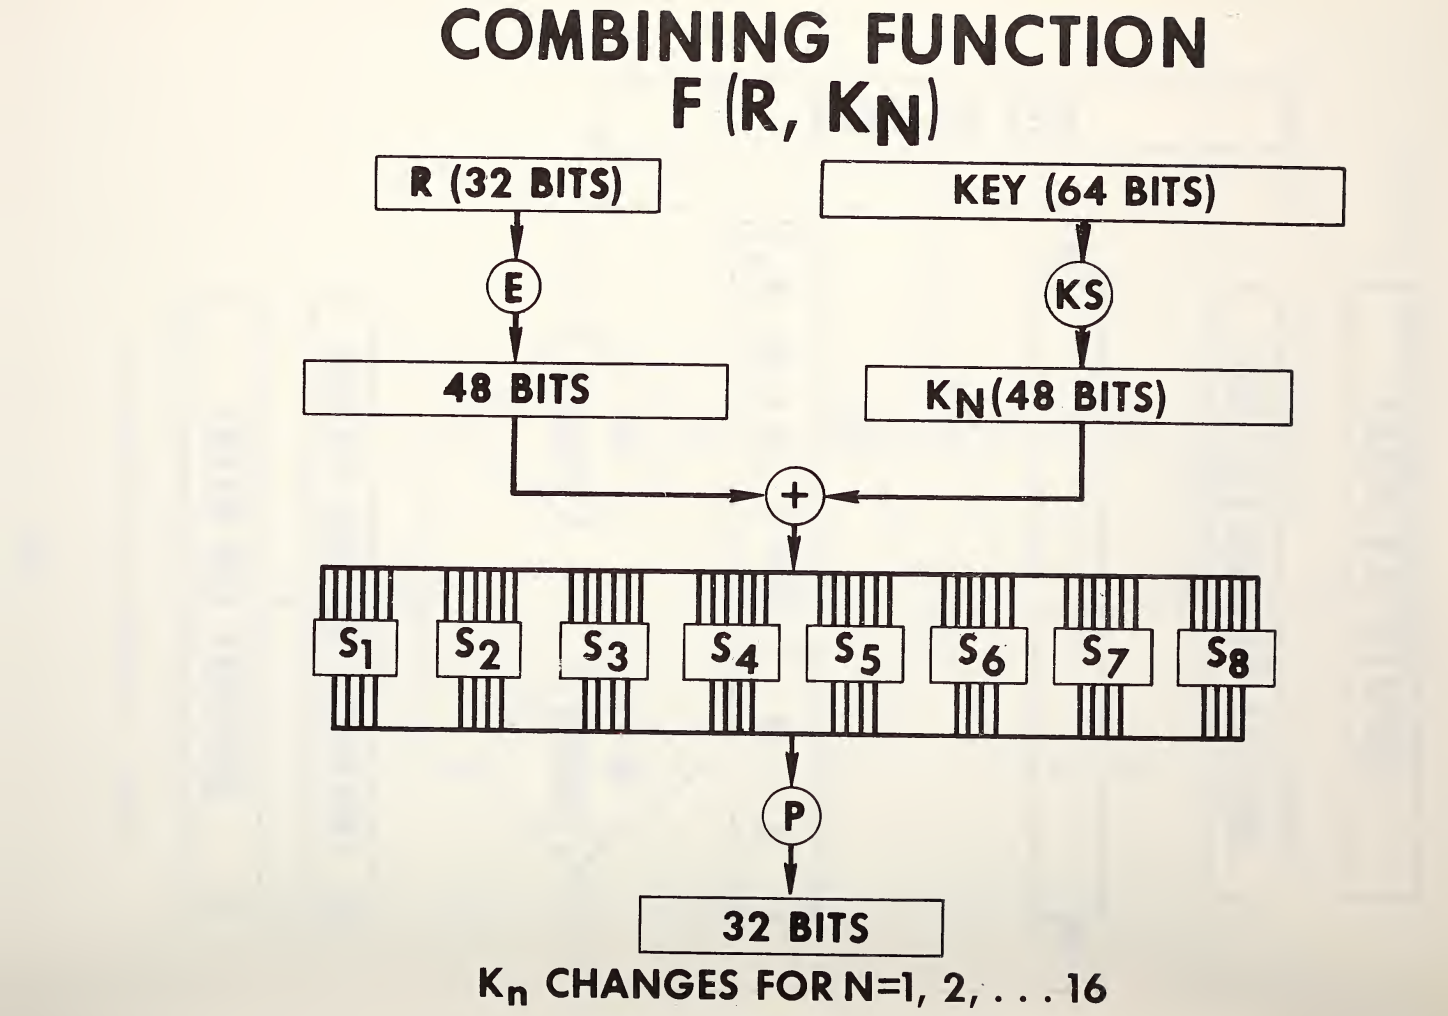 COMBINING FUNCTION
F (R, KN)
R (32 BITS)
KEY (64 BITS)
E
KS
48 BITS
KN (48 BITS)
+
S1 S2 S3 S4 S5 S6 S7 S8
P
32 BITS
Kn CHANGES FOR N=1, 2, . . . 16